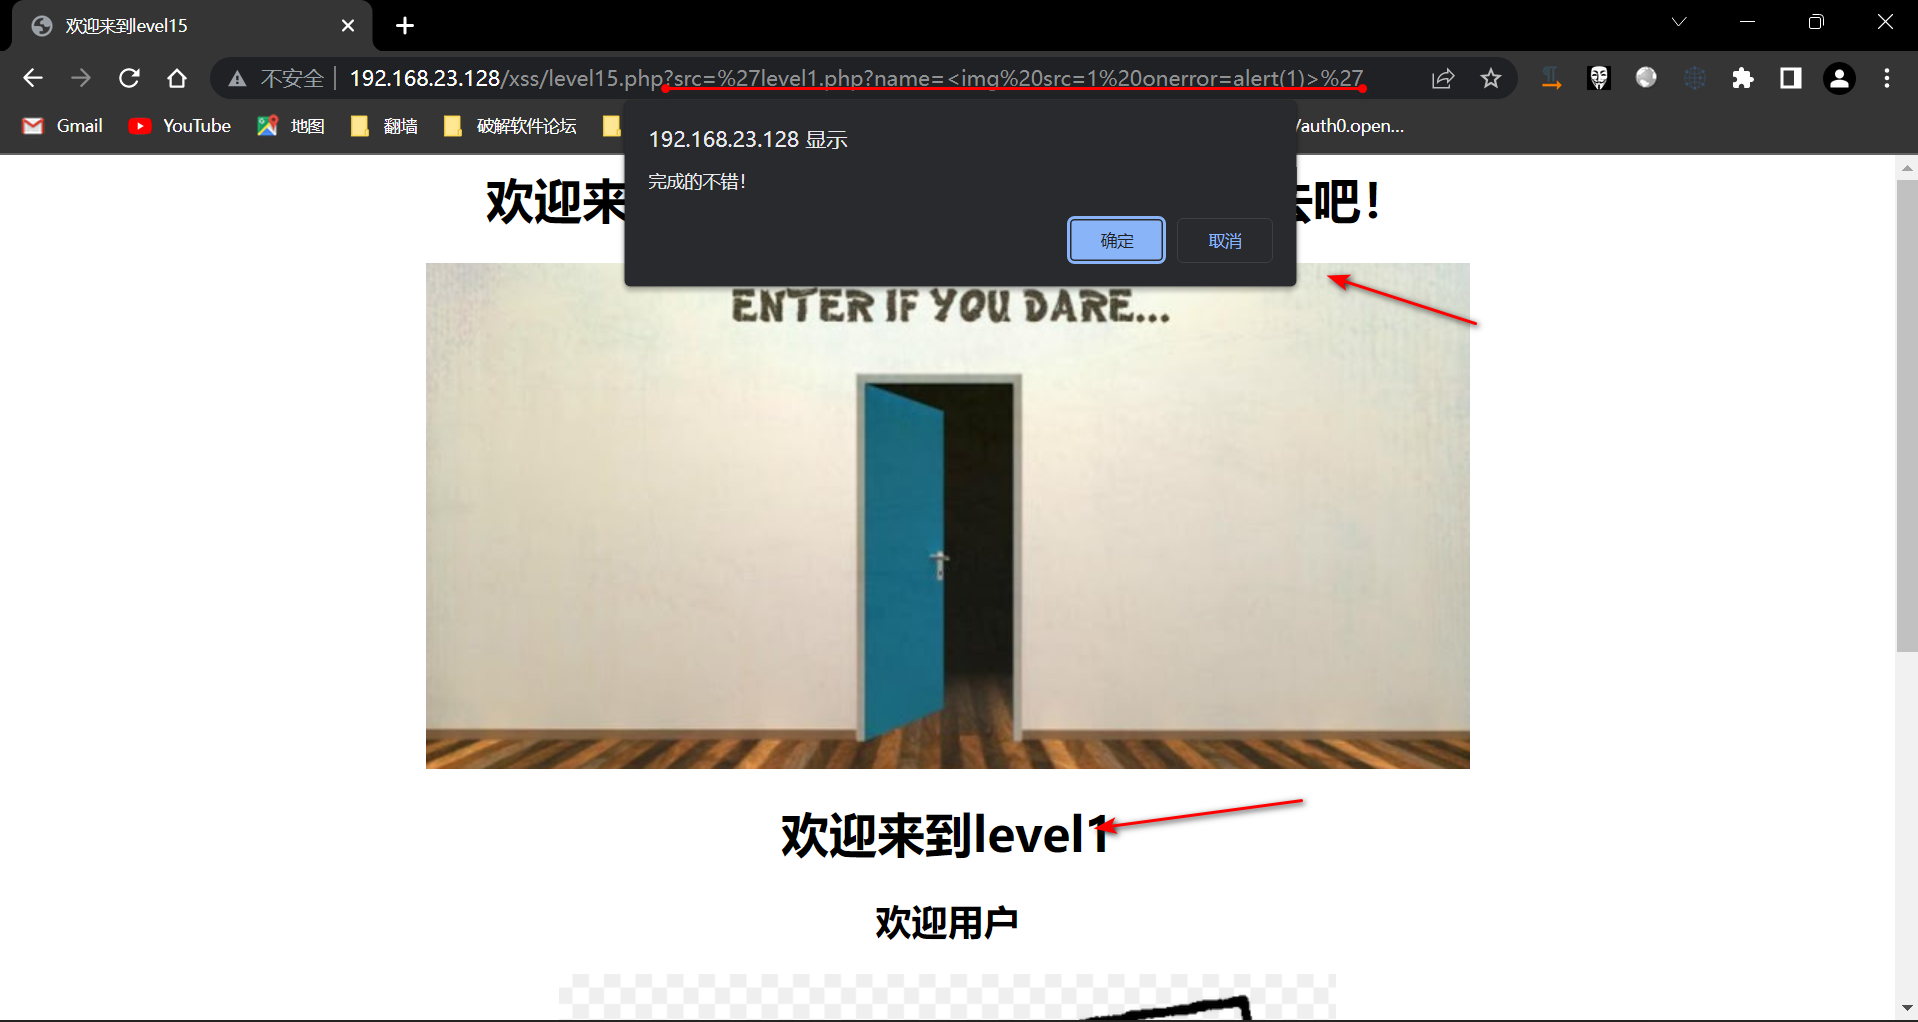 欢迎来到level15
不安全 192.168.23.128/xss/level15.php?src=%27level1.php?name=<img%20src=1%20onerror=alert(1)>%27
Gmail YouTube 地图 翻墙 破解软件论坛 /auth0.open...
192.168.23.128 显示
完成的不错!
确定 取消
欢迎来 去吧!
ENTER IF YOU DARE...
欢迎来到level1
欢迎用户